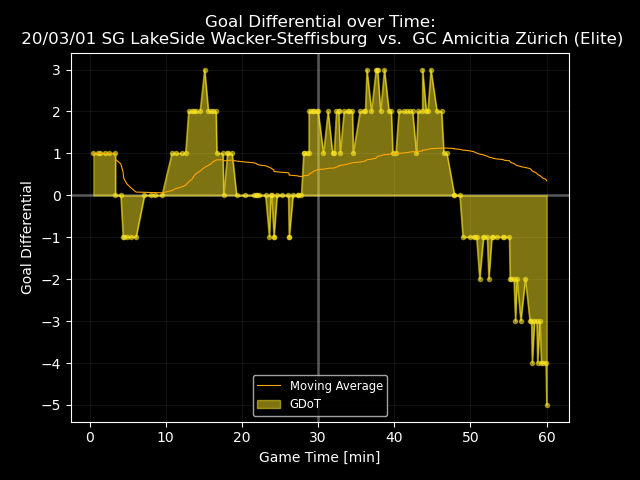 Goal Differential over Time:
20/03/01 SG LakeSide Wacker-Steffisburg  vs.  GC Amicitia Zürich (Elite)
3
2
1
0
−1
−2
−3
−4
−5
Goal Differential
Moving Average
GDoT
0 10 20 30 40 50 60
Game Time [min]